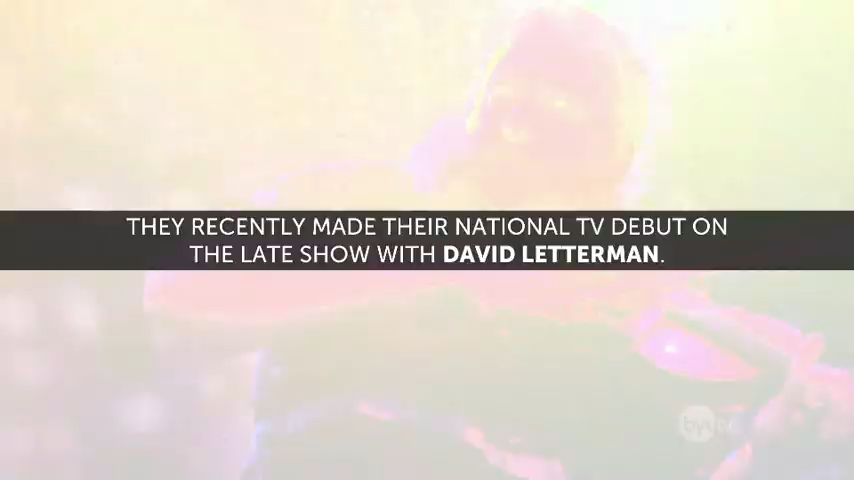 THEY RECENTLY MADE THEIR NATIONAL TV DEBUT ON
THE LATE SHOW WITH DAVID LETTERMAN.